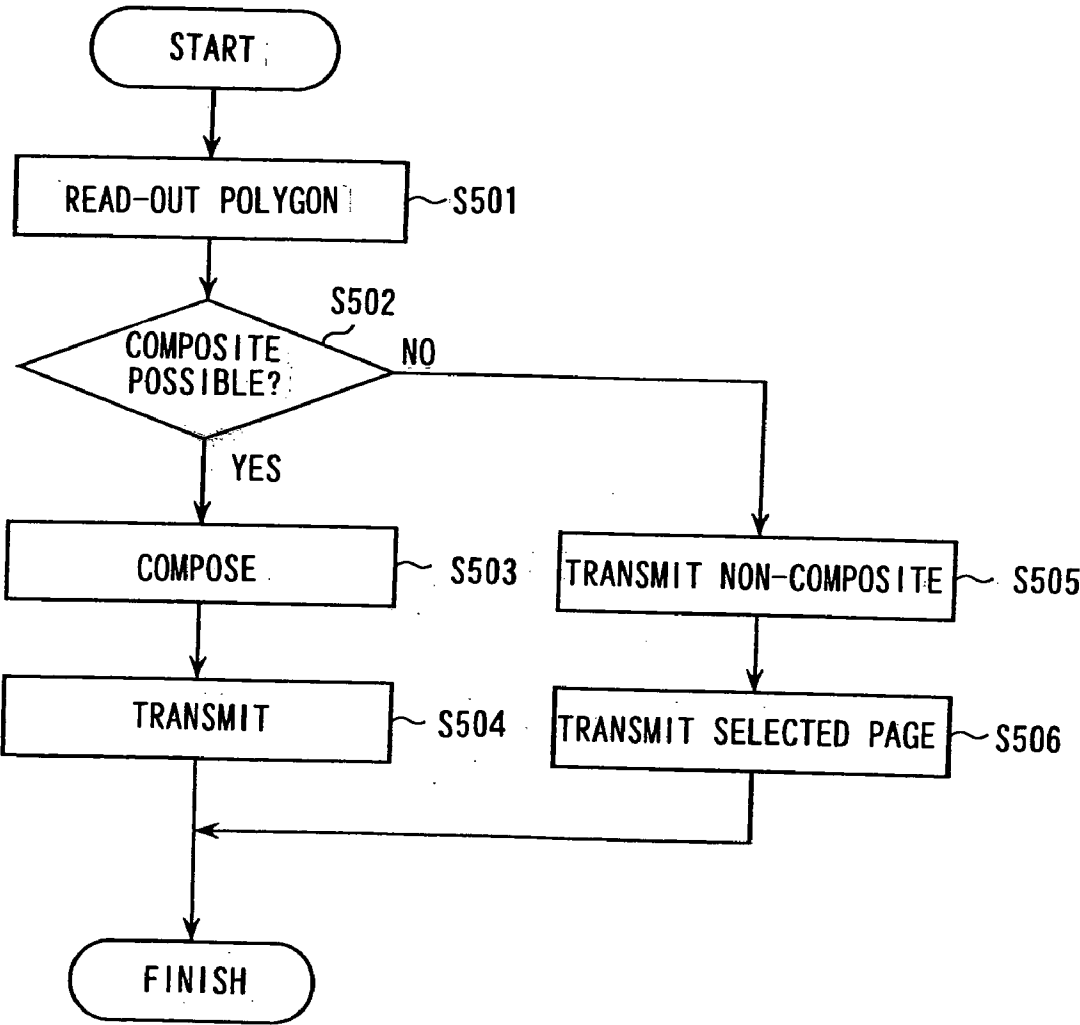 START
READ-OUT POLYGON
S501
S502
COMPOSITE
POSSIBLE?
NO
YES
COMPOSE
S503
TRANSMIT NON-COMPOSITE
S505
TRANSMIT
S504
TRANSMIT SELECTED PAGE
S506
FINISH